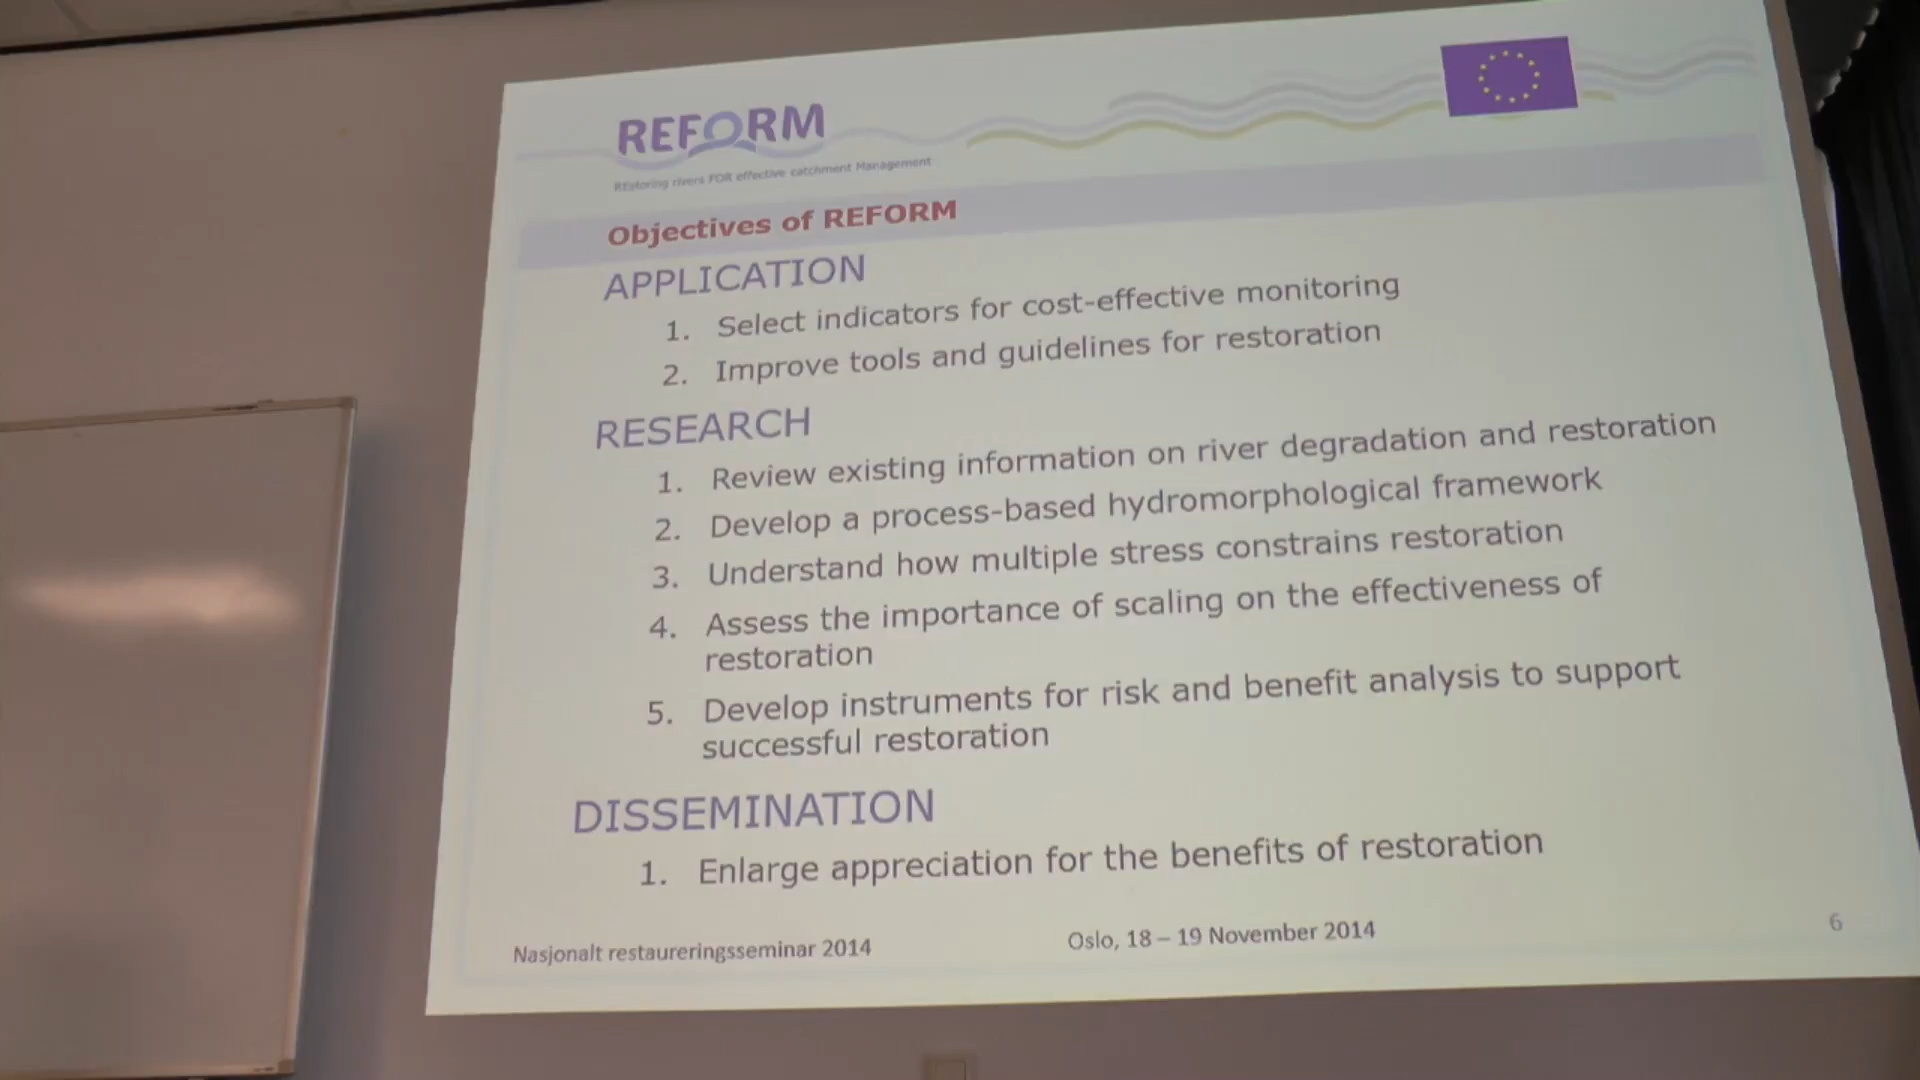 REFORM
REstoring rivers FOR effective catchment Management
Objectives of REFORM
APPLICATION
1. Select indicators for cost-effective monitoring
2. Improve tools and guidelines for restoration
RESEARCH
1. Review existing information on river degradation and restoration
2. Develop a process-based hydromorphological framework
3. Understand how multiple stress constrains restoration
4. Assess the importance of scaling on the effectiveness of
restoration
5. Develop instruments for risk and benefit analysis to support
successful restoration
DISSEMINATION
1. Enlarge appreciation for the benefits of restoration
Nasjonalt restaureringsseminar 2014
Oslo, 18 – 19 November 2014
6